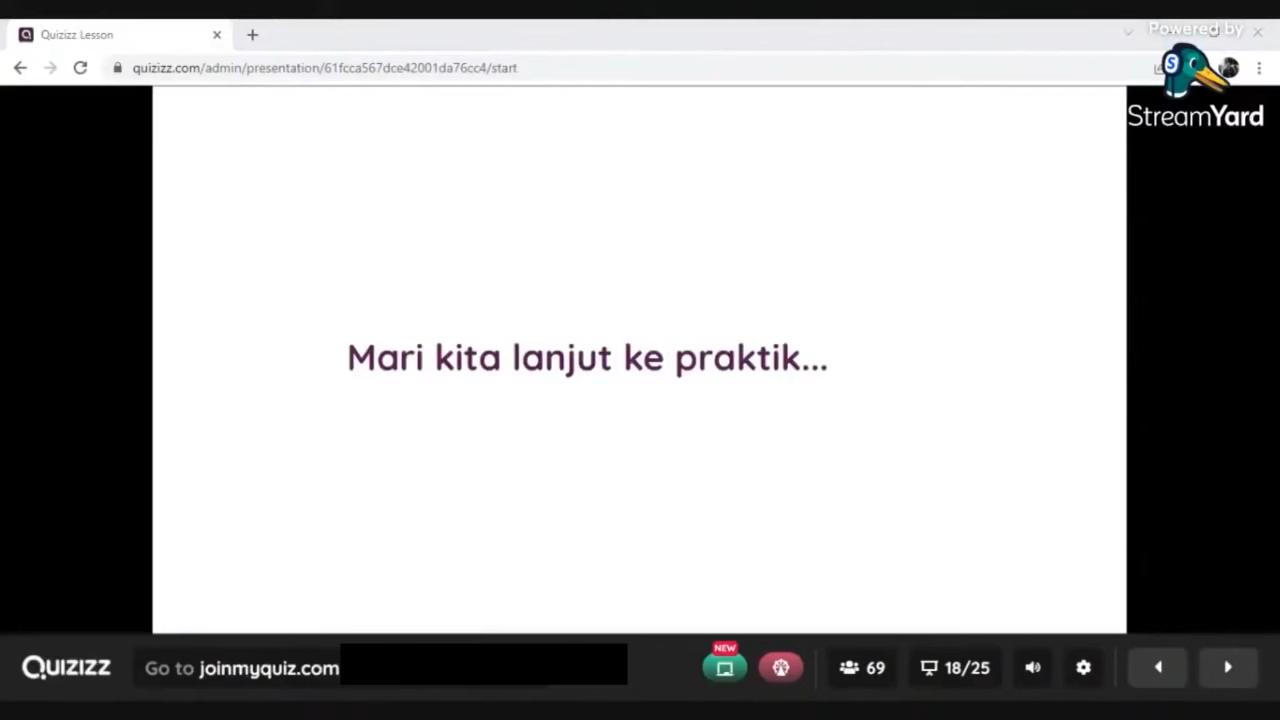 Powered by
Quizizz Lesson
quizizz.com/admin/presentation/61fcca567dce42001da76cc4/start
S
StreamYard
Mari kita lanjut ke praktik...
NEW
QUIZIZZ
Go to joinmyquiz.com
69
18/25